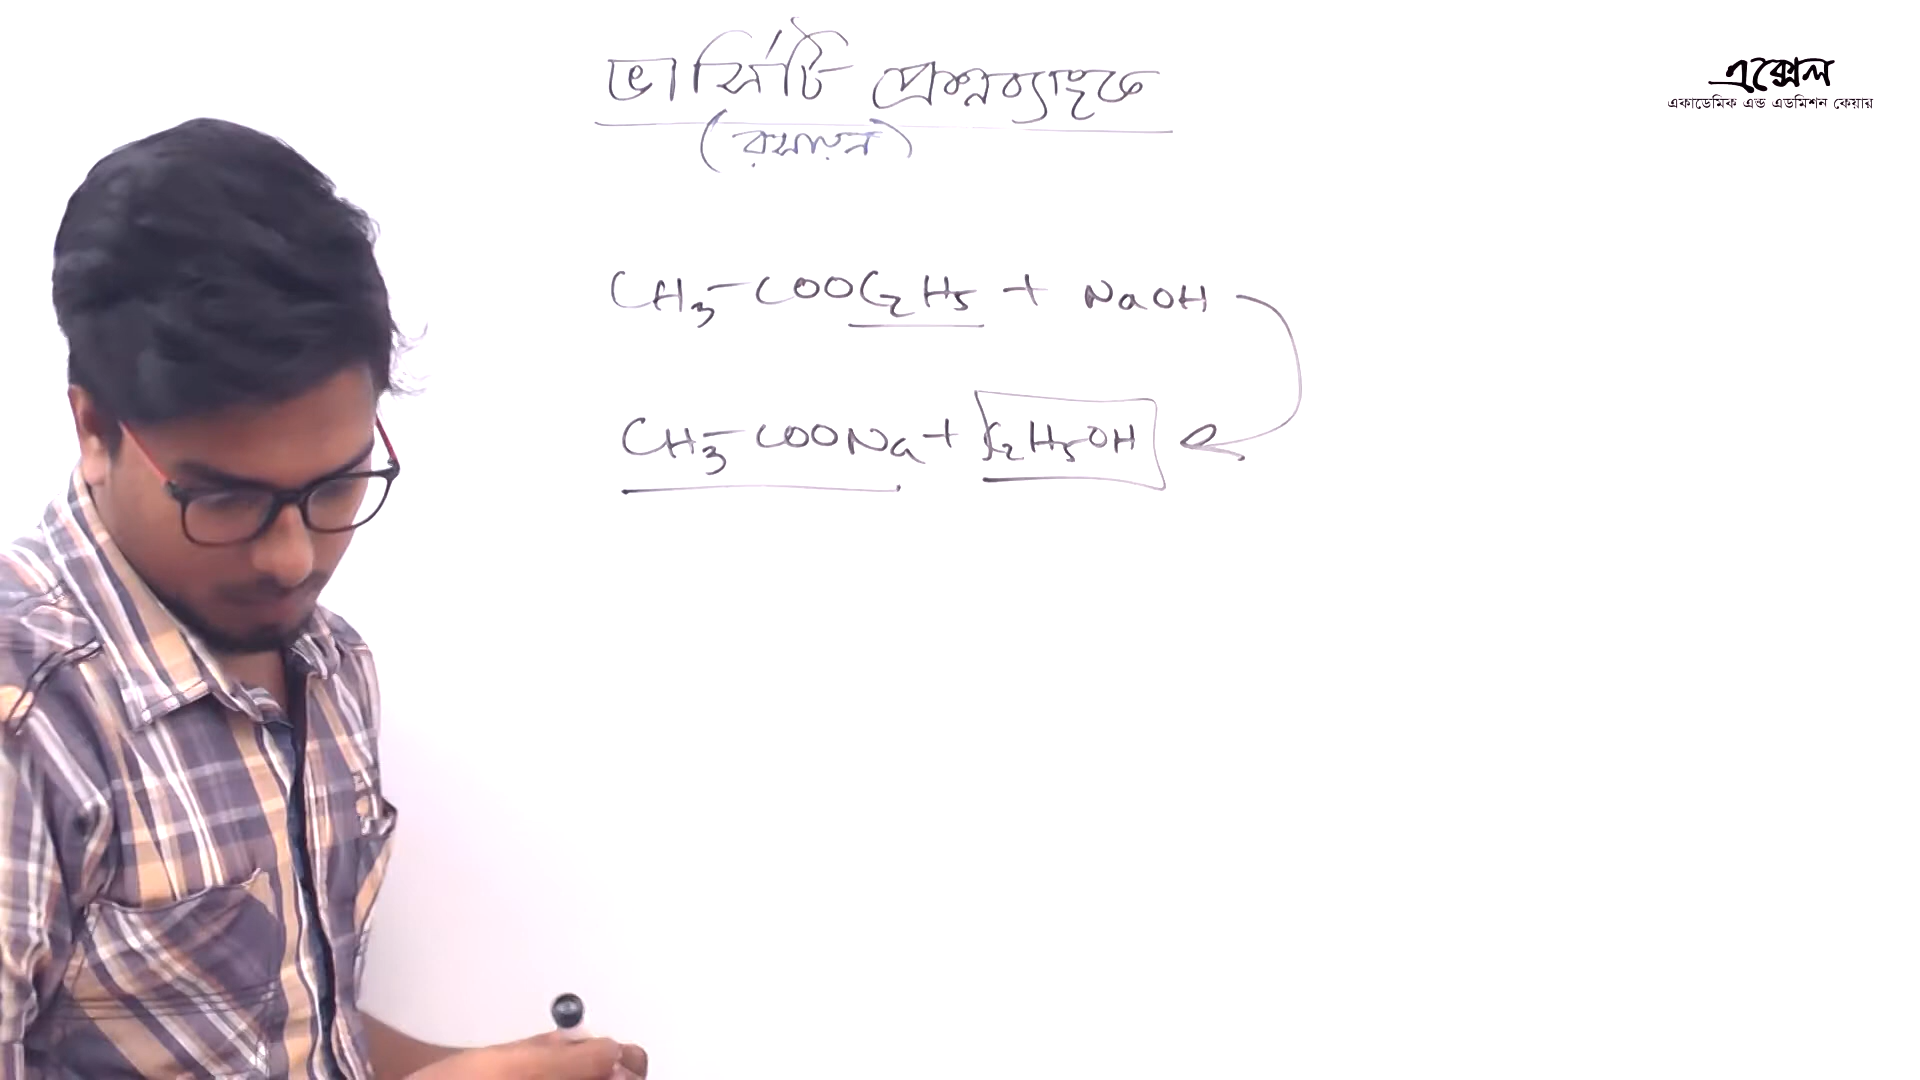 ভার্সিটি প্রশ্নব্যাংক
(রসায়ন)
CH₃-COOC₂H₅ + NaOH
CH₃-COONa + C₂H₅OH
এক্সেল
একাডেমিক এন্ড এডমিশন কেয়ার